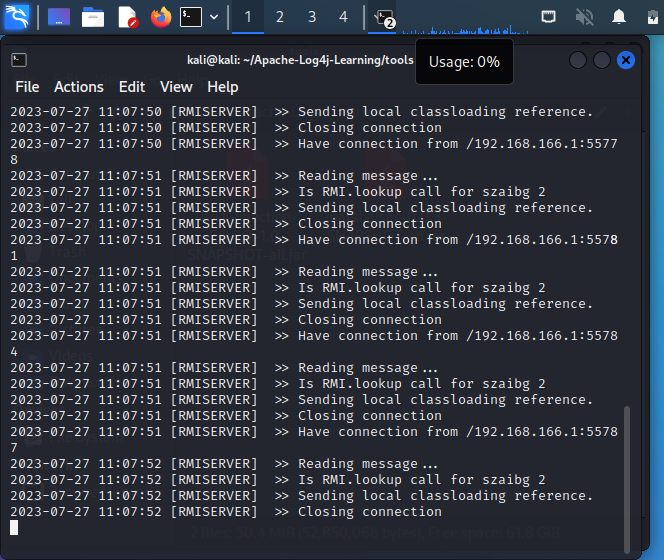 1 2 3 4 2
kali@kali: ~/Apache-Log4j-Learning/tools
Usage: 0%
File Actions Edit View Help
2023-07-27 11:07:50 [RMISERVER] >> Sending local classloading reference.
2023-07-27 11:07:50 [RMISERVER] >> Closing connection
2023-07-27 11:07:50 [RMISERVER] >> Have connection from /192.168.166.1:5577
8
2023-07-27 11:07:51 [RMISERVER] >> Reading message...
2023-07-27 11:07:51 [RMISERVER] >> Is RMI.lookup call for szaibg 2
2023-07-27 11:07:51 [RMISERVER] >> Sending local classloading reference.
2023-07-27 11:07:51 [RMISERVER] >> Closing connection
2023-07-27 11:07:51 [RMISERVER] >> Have connection from /192.168.166.1:5578
1
2023-07-27 11:07:51 [RMISERVER] >> Reading message...
2023-07-27 11:07:51 [RMISERVER] >> Is RMI.lookup call for szaibg 2
2023-07-27 11:07:51 [RMISERVER] >> Sending local classloading reference.
2023-07-27 11:07:51 [RMISERVER] >> Closing connection
2023-07-27 11:07:51 [RMISERVER] >> Have connection from /192.168.166.1:5578
4
2023-07-27 11:07:51 [RMISERVER] >> Reading message...
2023-07-27 11:07:51 [RMISERVER] >> Is RMI.lookup call for szaibg 2
2023-07-27 11:07:51 [RMISERVER] >> Sending local classloading reference.
2023-07-27 11:07:51 [RMISERVER] >> Closing connection
2023-07-27 11:07:51 [RMISERVER] >> Have connection from /192.168.166.1:5578
7
2023-07-27 11:07:52 [RMISERVER] >> Reading message...
2023-07-27 11:07:52 [RMISERVER] >> Is RMI.lookup call for szaibg 2
2023-07-27 11:07:52 [RMISERVER] >> Sending local classloading reference.
2023-07-27 11:07:52 [RMISERVER] >> Closing connection